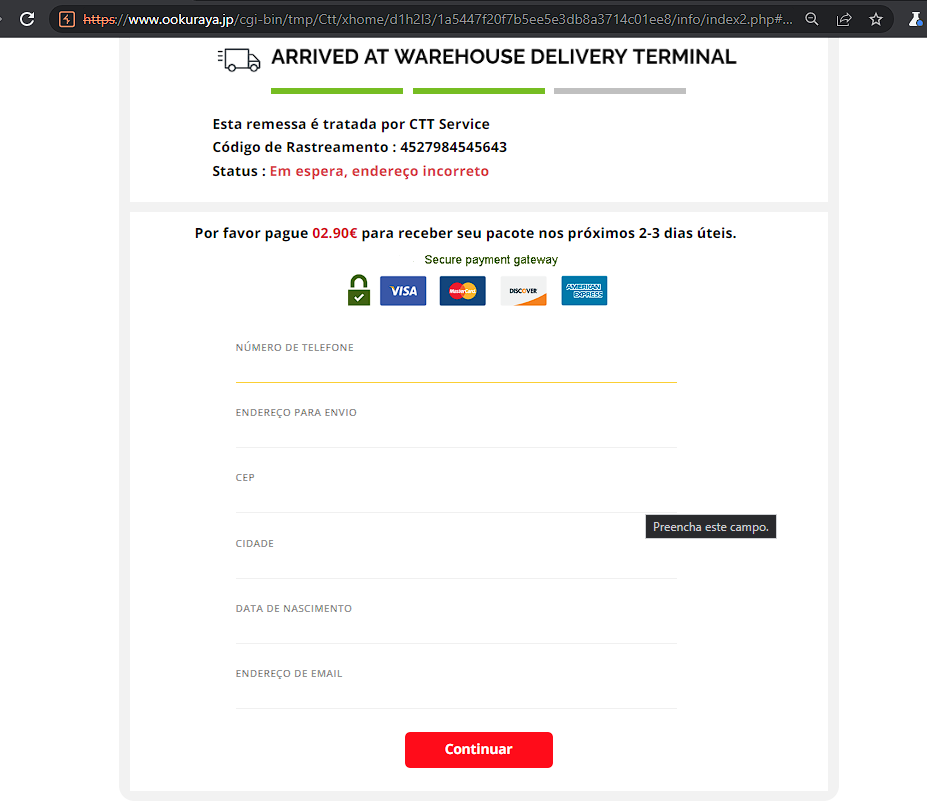 https://www.ookuraya.jp/cgi-bin/tmp/Ctt/xhome/d1h2l3/1a5447f20f7b5ee5e3db8a3714c01ee8/info/index2.php#...
ARRIVED AT WAREHOUSE DELIVERY TERMINAL
Esta remessa é tratada por CTT Service
Código de Rastreamento : 4527984545643
Status : Em espera, endereço incorreto
Por favor pague 02.90€ para receber seu pacote nos próximos 2-3 dias úteis.
Secure payment gateway
VISA MasterCard DISCOVER AMERICAN EXPRESS
NÚMERO DE TELEFONE
ENDEREÇO PARA ENVIO
CEP
Preencha este campo.
CIDADE
DATA DE NASCIMENTO
ENDEREÇO DE EMAIL
Continuar